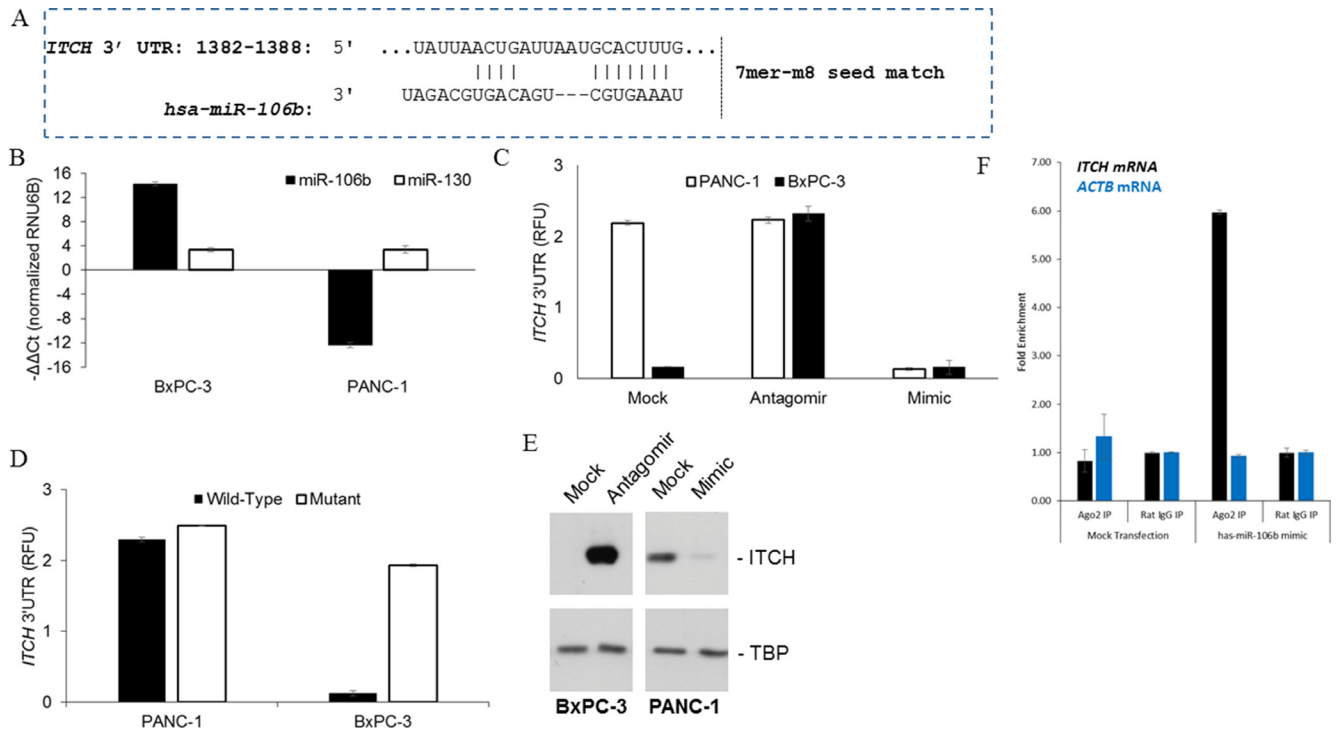 A
ITCH 3' UTR: 1382-1388: 5' ...UAUUAACUGAUUAAUGCACUUUG...
7mer-m8 seed match
hsa-miR-106b: 3' UAGACGUGACAGU---CGUGAAAU
B
16
12
8
4
0
-4
-8
-12
-16
-ΔΔCt (normalized RNU6B)
miR-106b miR-130
BxPC-3 PANC-1
C
3
2
1
0
ITCH 3'UTR (RFU)
PANC-1 BxPC-3
Mock Antagomir Mimic
F
7.00
6.00
5.00
4.00
3.00
2.00
1.00
0.00
Fold Enrichment
ITCH mRNA
ACTB mRNA
Ago2 IP Rat IgG IP Ago2 IP Rat IgG IP
Mock Transfection has-miR-106b mimic
D
3
2
1
0
ITCH 3'UTR (RFU)
Wild-Type Mutant
PANC-1 BxPC-3
E
Mock Antagomir Mock Mimic
- ITCH
- TBP
BxPC-3 PANC-1